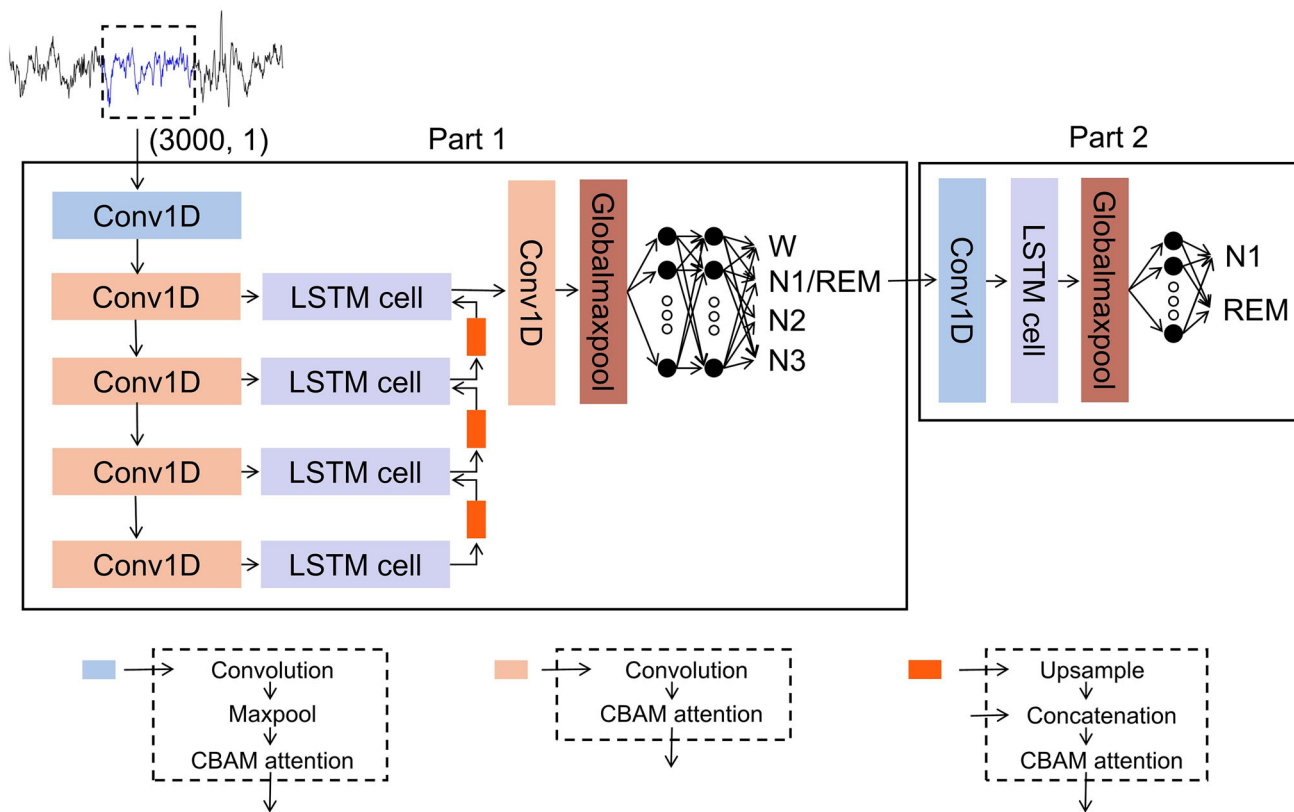 (3000, 1)
Part 1
Part 2
Conv1D
Conv1D
LSTM cell
Conv1D
LSTM cell
Conv1D
LSTM cell
Conv1D
LSTM cell
Conv1D
Globalmaxpool
W
N1/REM
N2
N3
Conv1D
LSTM cell
Globalmaxpool
N1
REM
Convolution
Maxpool
CBAM attention
Convolution
CBAM attention
Upsample
Concatenation
CBAM attention